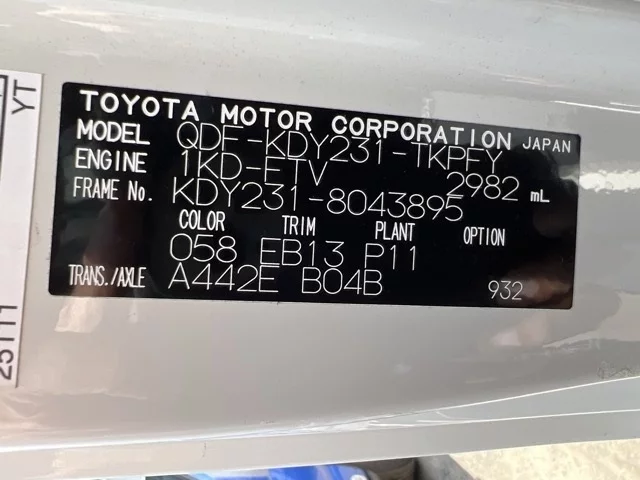 TOYOTA MOTOR CORPORATION JAPAN
MODEL QDF-KDY231-TKPFY
ENGINE 1KD-FTV 2982 mL
FRAME No. KDY231-8043895
COLOR TRIM PLANT OPTION
058 EB13 P11
TRANS./AXLE A442E B04B 932
YT